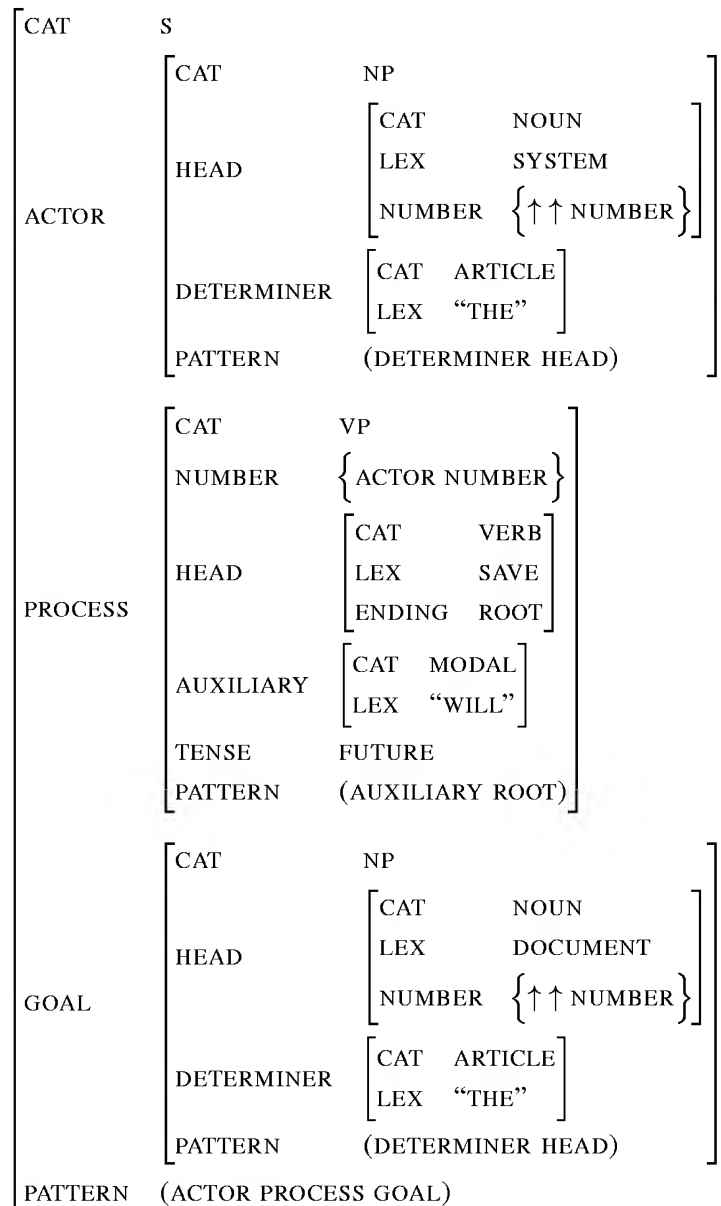 CAT S
CAT NP
CAT NOUN
HEAD LEX SYSTEM
NUMBER {↑ ↑ NUMBER}
ACTOR
DETERMINER CAT ARTICLE
LEX “THE”
PATTERN (DETERMINER HEAD)
CAT VP
NUMBER {ACTOR NUMBER}
CAT VERB
HEAD LEX SAVE
ENDING ROOT
PROCESS
AUXILIARY CAT MODAL
LEX “WILL”
TENSE FUTURE
PATTERN (AUXILIARY ROOT)
CAT NP
CAT NOUN
HEAD LEX DOCUMENT
NUMBER {↑ ↑ NUMBER}
GOAL
DETERMINER CAT ARTICLE
LEX “THE”
PATTERN (DETERMINER HEAD)
PATTERN (ACTOR PROCESS GOAL)